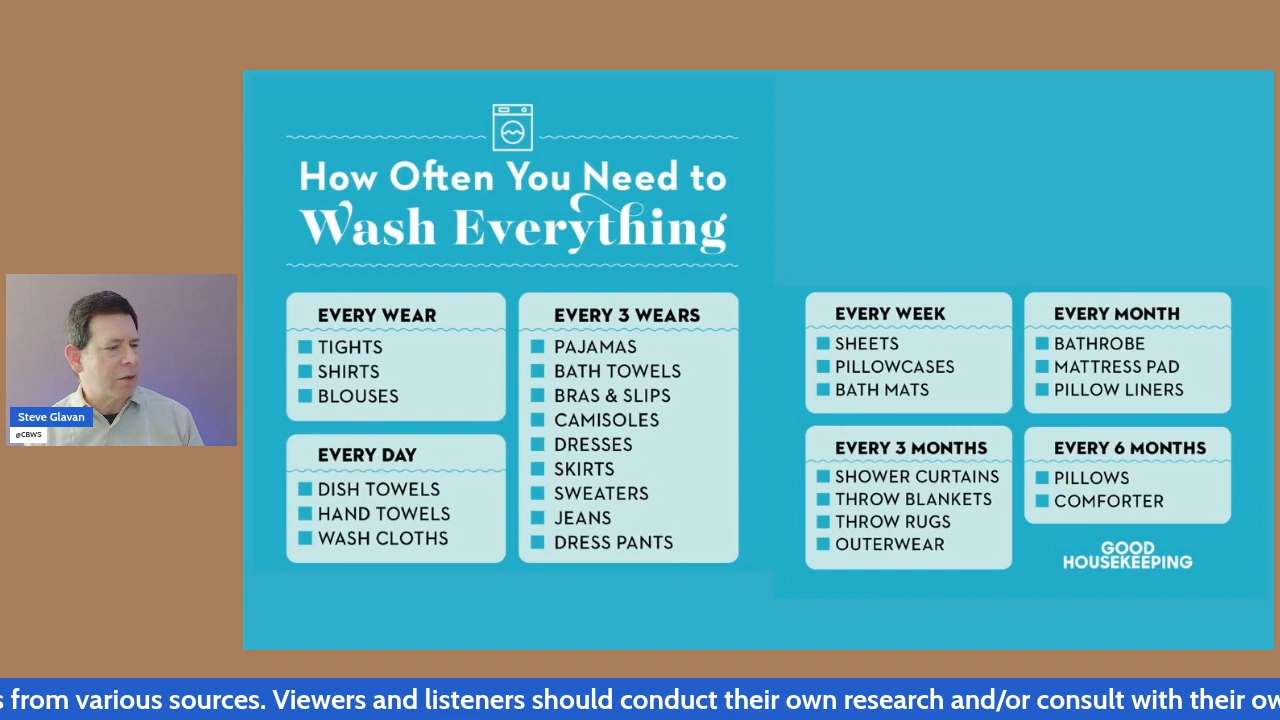 How Often You Need to
Wash Everything
EVERY WEAR
TIGHTS
SHIRTS
BLOUSES
EVERY DAY
DISH TOWELS
HAND TOWELS
WASH CLOTHS
EVERY 3 WEARS
PAJAMAS
BATH TOWELS
BRAS & SLIPS
CAMISOLES
DRESSES
SKIRTS
SWEATERS
JEANS
DRESS PANTS
EVERY WEEK
SHEETS
PILLOWCASES
BATH MATS
EVERY MONTH
BATHROBE
MATTRESS PAD
PILLOW LINERS
EVERY 3 MONTHS
SHOWER CURTAINS
THROW BLANKETS
THROW RUGS
OUTERWEAR
EVERY 6 MONTHS
PILLOWS
COMFORTER
GOOD
HOUSEKEEPING
Steve Glavan
@CBWS
s from various sources. Viewers and listeners should conduct their own research and/or consult with their ow